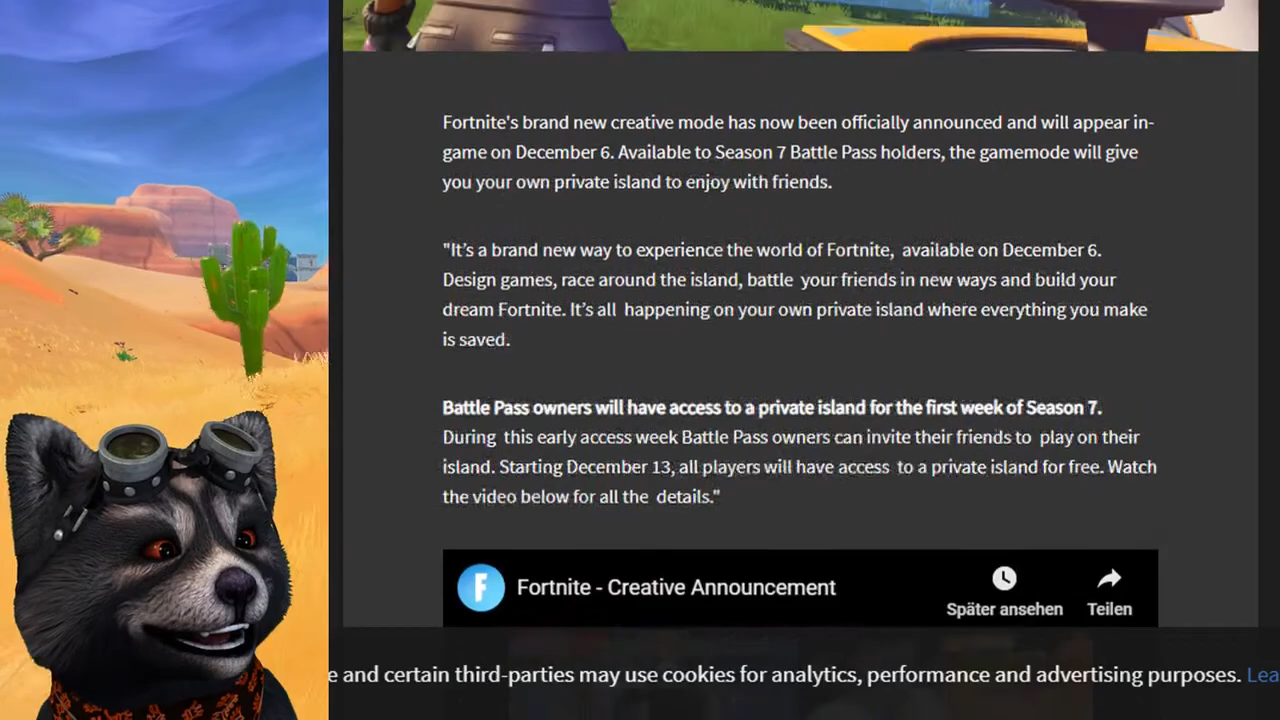 Fortnite's brand new creative mode has now been officially announced and will appear in-
game on December 6. Available to Season 7 Battle Pass holders, the gamemode will give
you your own private island to enjoy with friends.
"It's a brand new way to experience the world of Fortnite, available on December 6.
Design games, race around the island, battle your friends in new ways and build your
dream Fortnite. It's all happening on your own private island where everything you make
is saved.
Battle Pass owners will have access to a private island for the first week of Season 7.
During this early access week Battle Pass owners can invite their friends to play on their
island. Starting December 13, all players will have access to a private island for free. Watch
the video below for all the details."
F
Fortnite - Creative Announcement
Später ansehen
Teilen
e and certain third-parties may use cookies for analytics, performance and advertising purposes. Lea